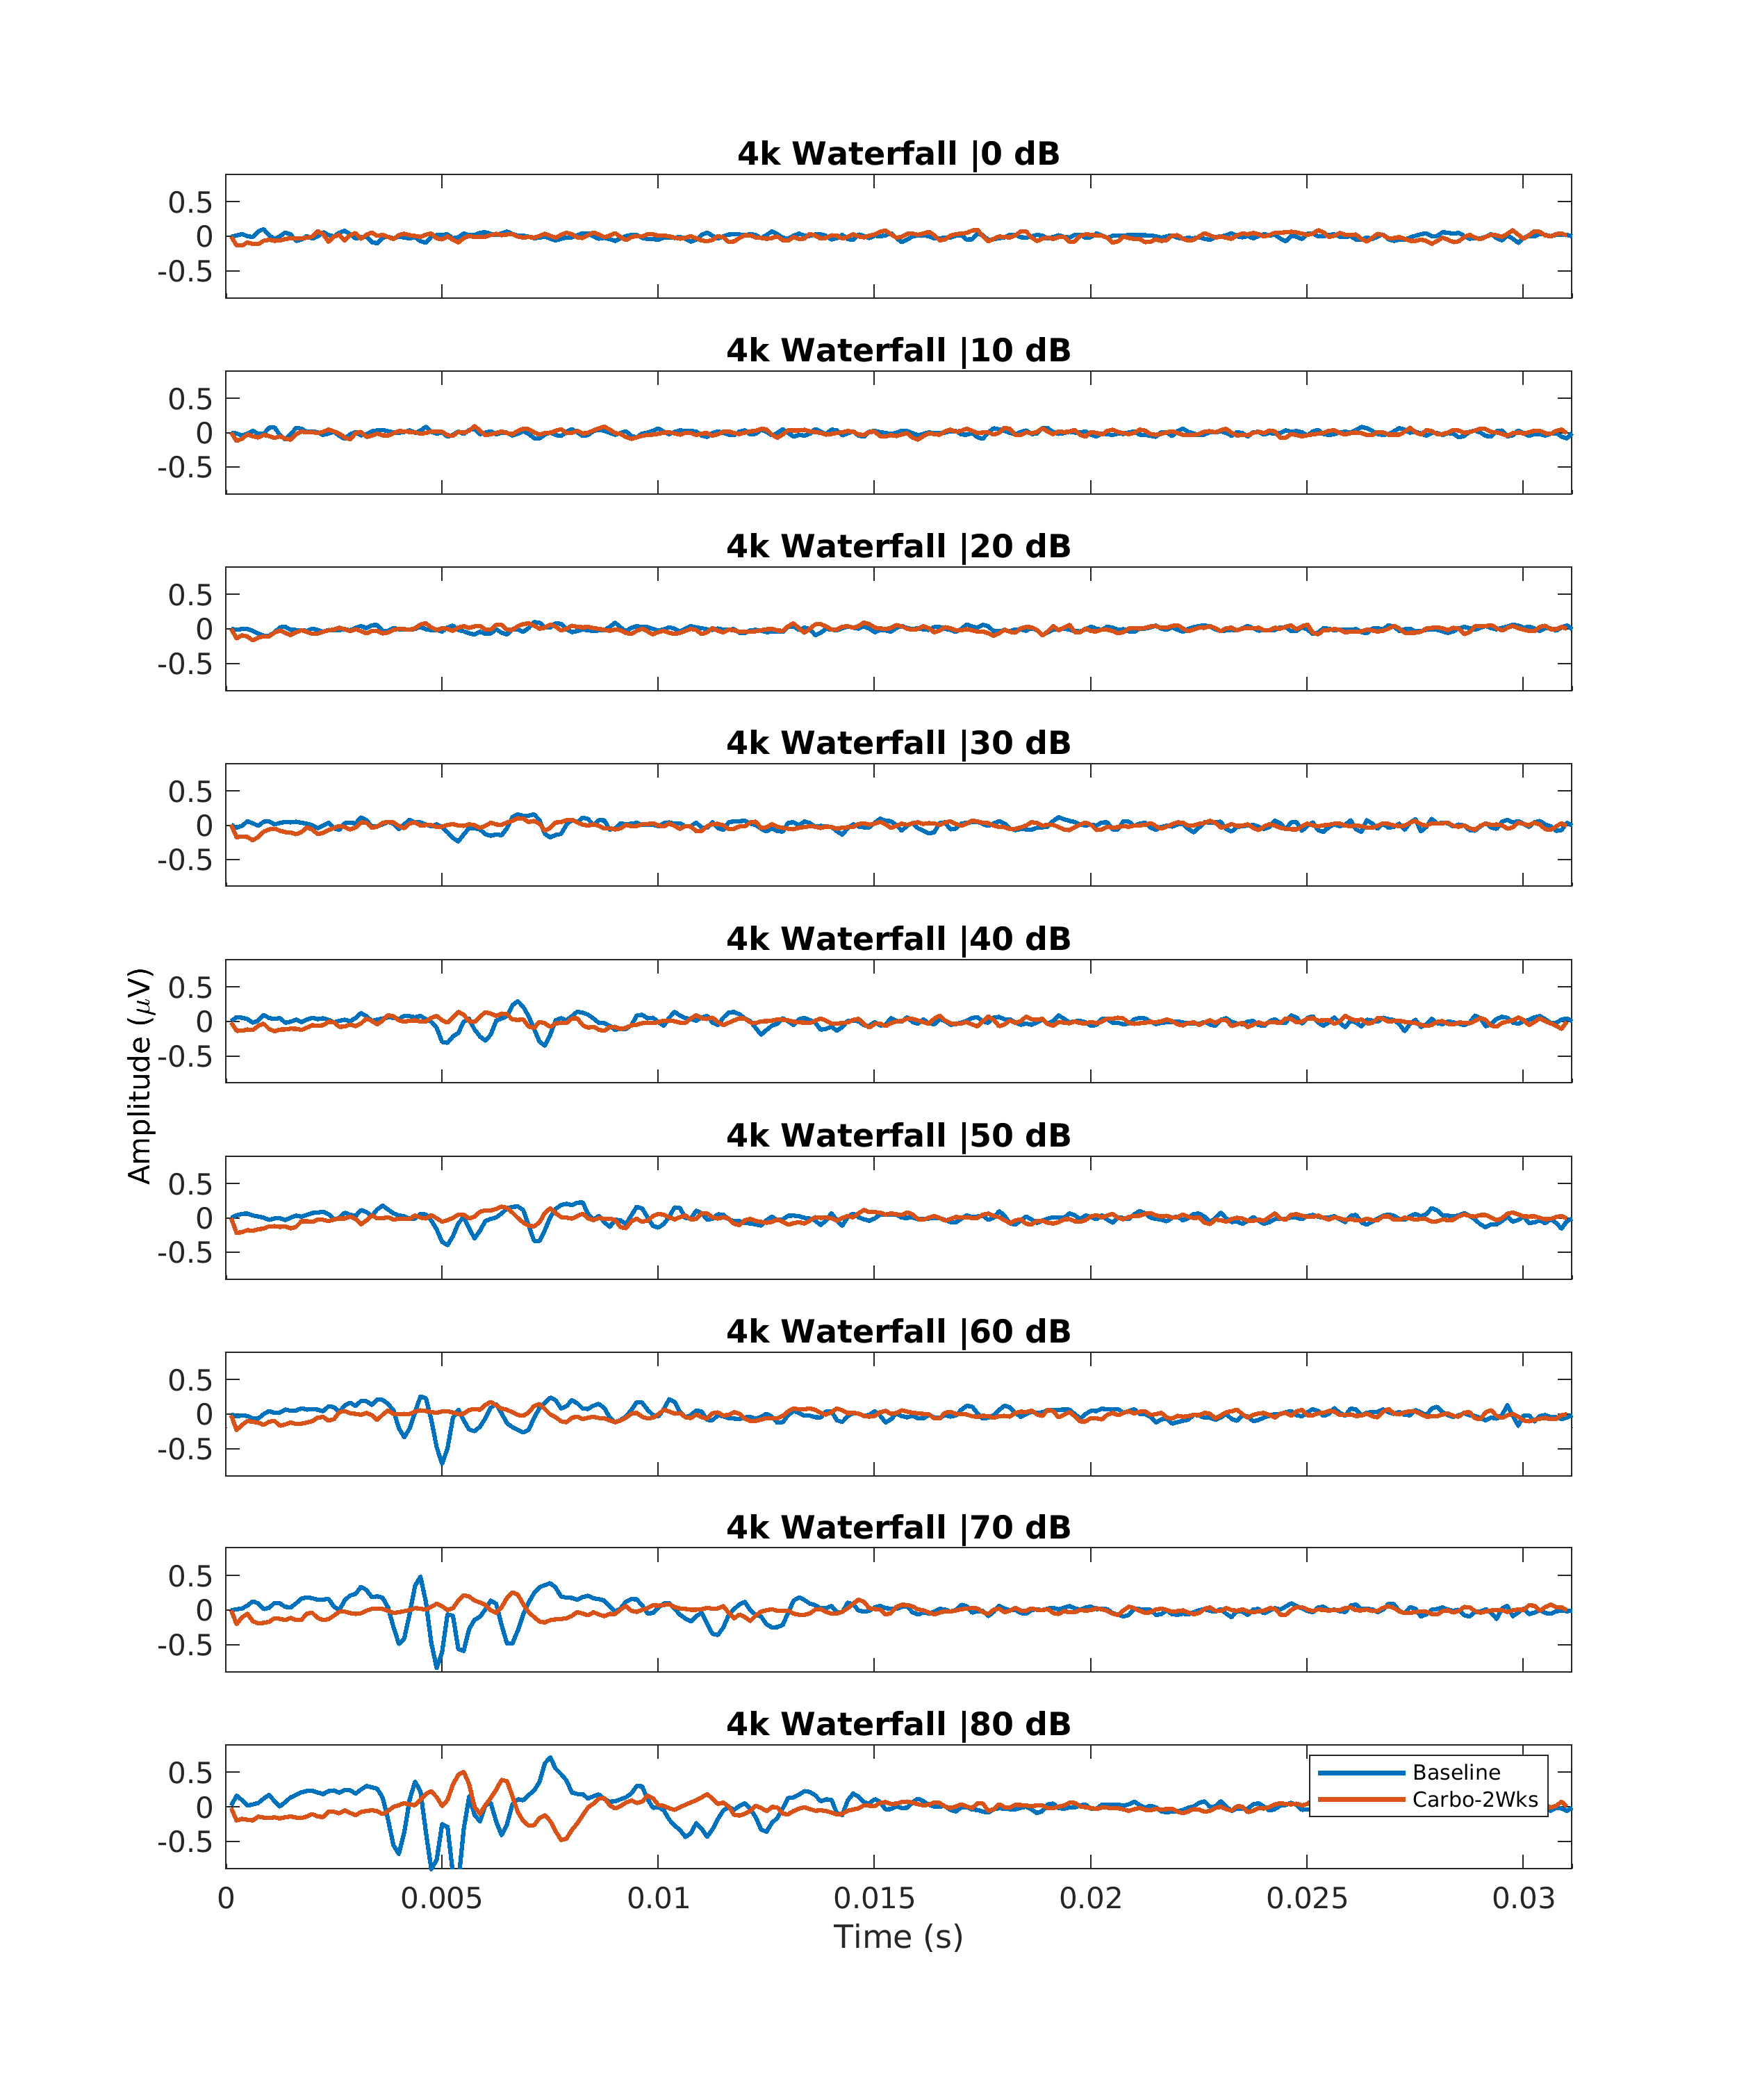 4k Waterfall |0 dB
0.5
0
-0.5
4k Waterfall |10 dB
0.5
0
-0.5
4k Waterfall |20 dB
0.5
0
-0.5
4k Waterfall |30 dB
0.5
0
-0.5
4k Waterfall |40 dB
0.5
0
-0.5
Amplitude (μV)
4k Waterfall |50 dB
0.5
0
-0.5
4k Waterfall |60 dB
0.5
0
-0.5
4k Waterfall |70 dB
0.5
0
-0.5
4k Waterfall |80 dB
0.5
0
-0.5
Baseline
Carbo-2Wks
0 0.005 0.01 0.015 0.02 0.025 0.03
Time (s)